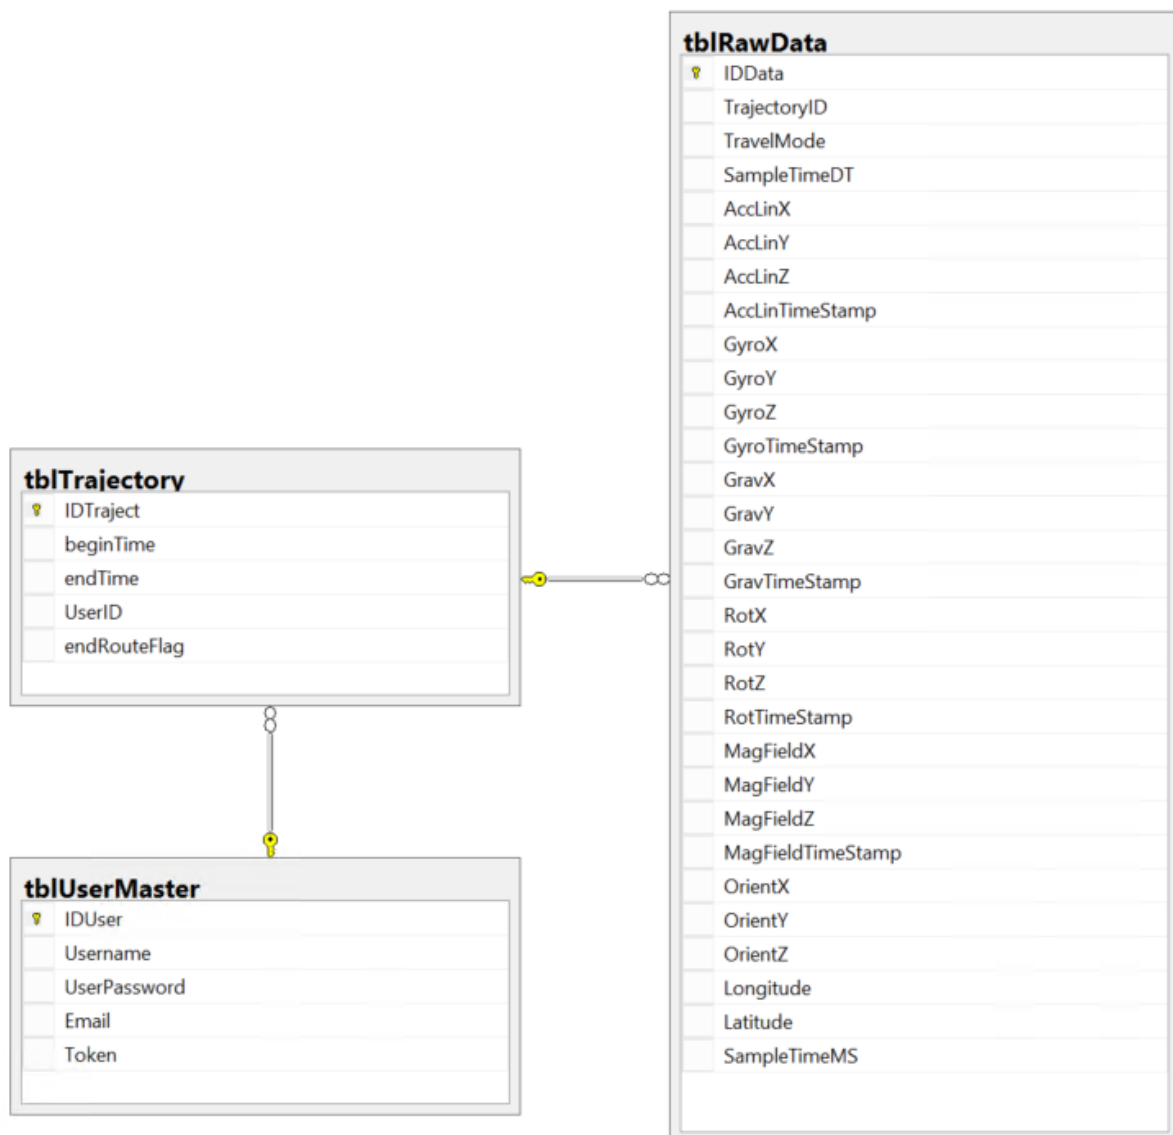 tblRawData
IDData
TrajectoryID
TravelMode
SampleTimeDT
AccLinX
AccLinY
AccLinZ
AccLinTimeStamp
GyroX
GyroY
GyroZ
GyroTimeStamp
GravX
GravY
GravZ
GravTimeStamp
RotX
RotY
RotZ
RotTimeStamp
MagFieldX
MagFieldY
MagFieldZ
MagFieldTimeStamp
OrientX
OrientY
OrientZ
Longitude
Latitude
SampleTimeMS
tblTrajectory
IDTraject
beginTime
endTime
UserID
endRouteFlag
tblUserMaster
IDUser
Username
UserPassword
Email
Token